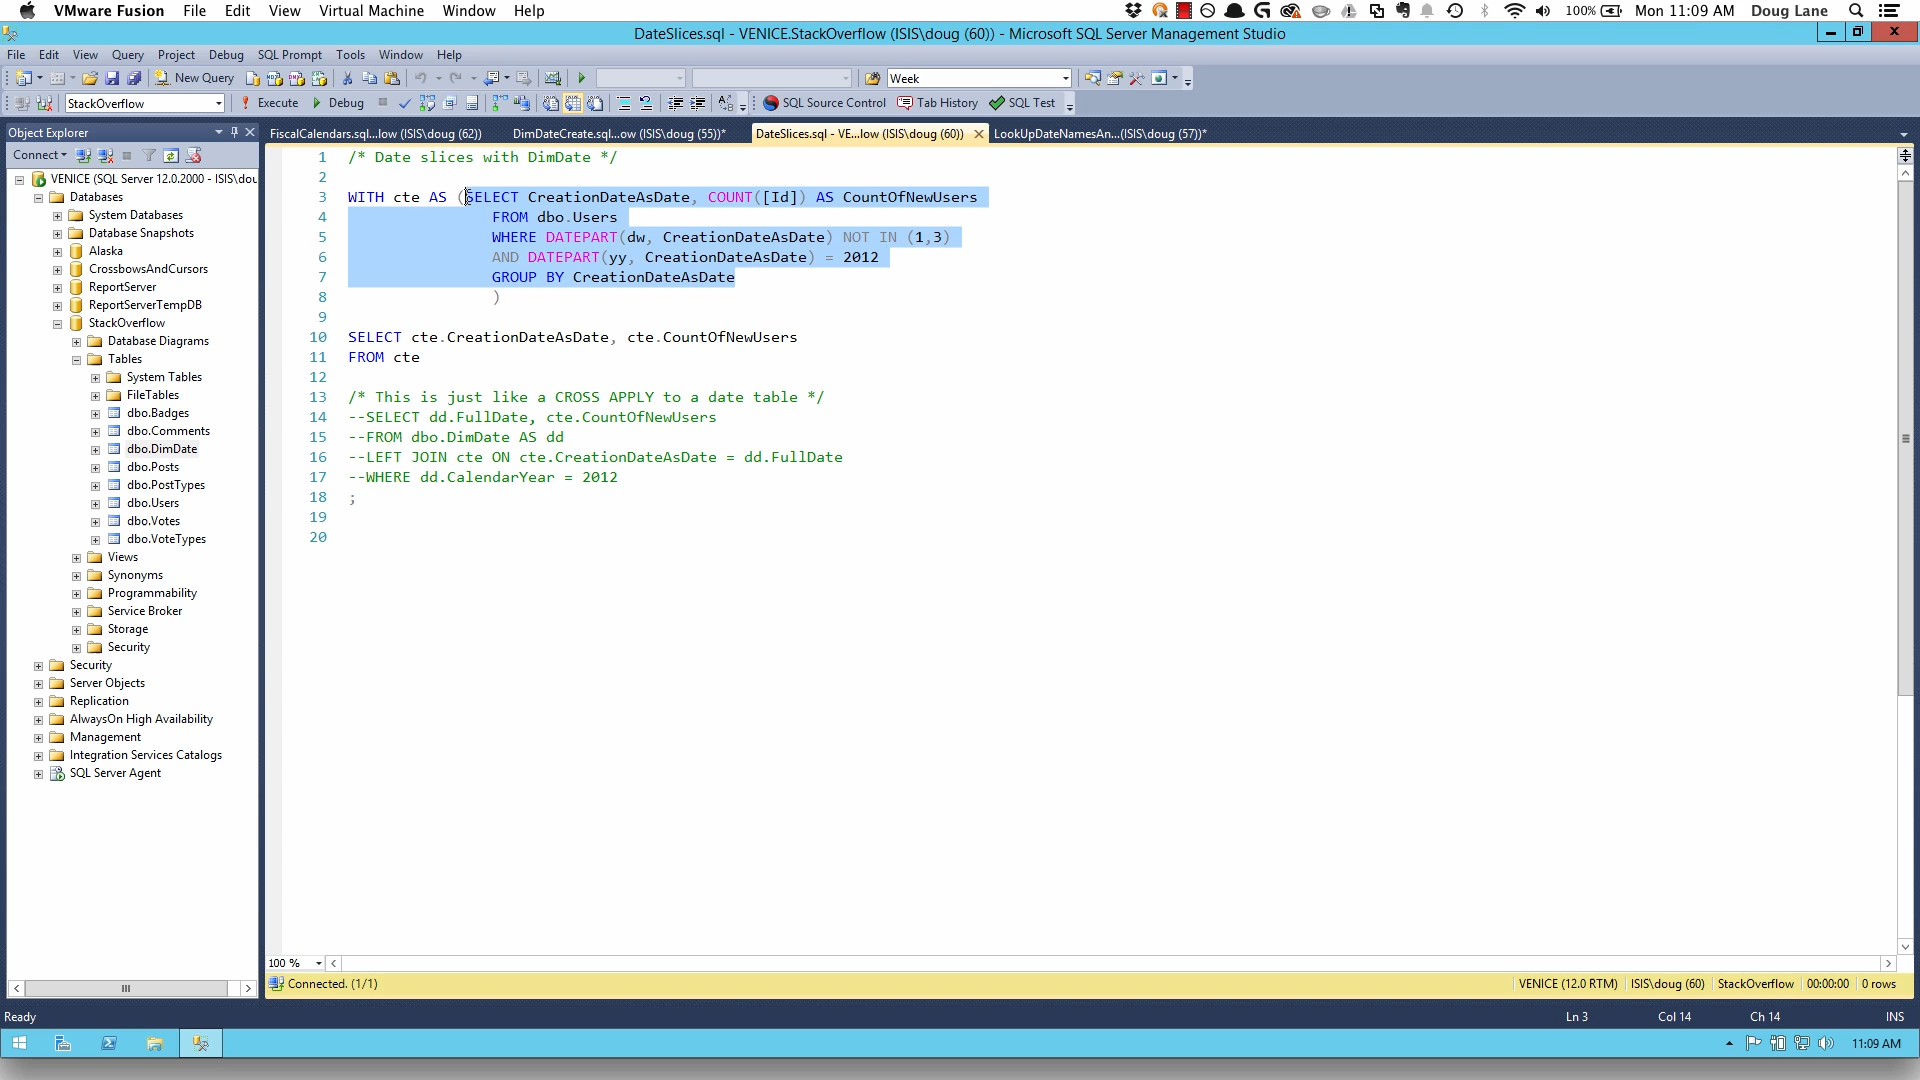 VMware Fusion File Edit View Virtual Machine Window Help 100% Mon 11:09 AM Doug Lane
DateSlices.sql - VENICE.StackOverflow (ISIS\doug (60)) - Microsoft SQL Server Management Studio
File Edit View Query Project Debug SQL Prompt Tools Window Help
New Query Week
StackOverflow Execute Debug SQL Source Control Tab History SQL Test
Object Explorer
FiscalCalendars.sql...low (ISIS\doug (62)) DimDateCreate.sql...ow (ISIS\doug (55))* DateSlices.sql - VE...low (ISIS\doug (60)) LookUpDateNamesAn...(ISIS\doug (57))*
Connect
VENICE (SQL Server 12.0.2000 - ISIS\dou
Databases
System Databases
Database Snapshots
Alaska
CrossbowsAndCursors
ReportServer
ReportServerTempDB
StackOverflow
Database Diagrams
Tables
System Tables
FileTables
dbo.Badges
dbo.Comments
dbo.DimDate
dbo.Posts
dbo.PostTypes
dbo.Users
dbo.Votes
dbo.VoteTypes
Views
Synonyms
Programmability
Service Broker
Storage
Security
Security
Server Objects
Replication
AlwaysOn High Availability
Management
Integration Services Catalogs
SQL Server Agent
1 /* Date slices with DimDate */
2
3 WITH cte AS (SELECT CreationDateAsDate, COUNT([Id]) AS CountOfNewUsers
4 FROM dbo.Users
5 WHERE DATEPART(dw, CreationDateAsDate) NOT IN (1,3)
6 AND DATEPART(yy, CreationDateAsDate) = 2012
7 GROUP BY CreationDateAsDate
8 )
9
10 SELECT cte.CreationDateAsDate, cte.CountOfNewUsers
11 FROM cte
12
13 /* This is just like a CROSS APPLY to a date table */
14 --SELECT dd.FullDate, cte.CountOfNewUsers
15 --FROM dbo.DimDate AS dd
16 --LEFT JOIN cte ON cte.CreationDateAsDate = dd.FullDate
17 --WHERE dd.CalendarYear = 2012
18 ;
19
20
100 %
Connected. (1/1) VENICE (12.0 RTM) ISIS\doug (60) StackOverflow 00:00:00 0 rows
Ready Ln 3 Col 14 Ch 14 INS
11:09 AM